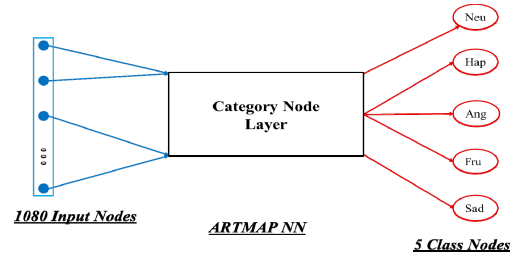 Neu
Hap
Category Node
Layer
Ang
Fru
Sad
1080 Input Nodes
ARTMAP NN
5 Class Nodes